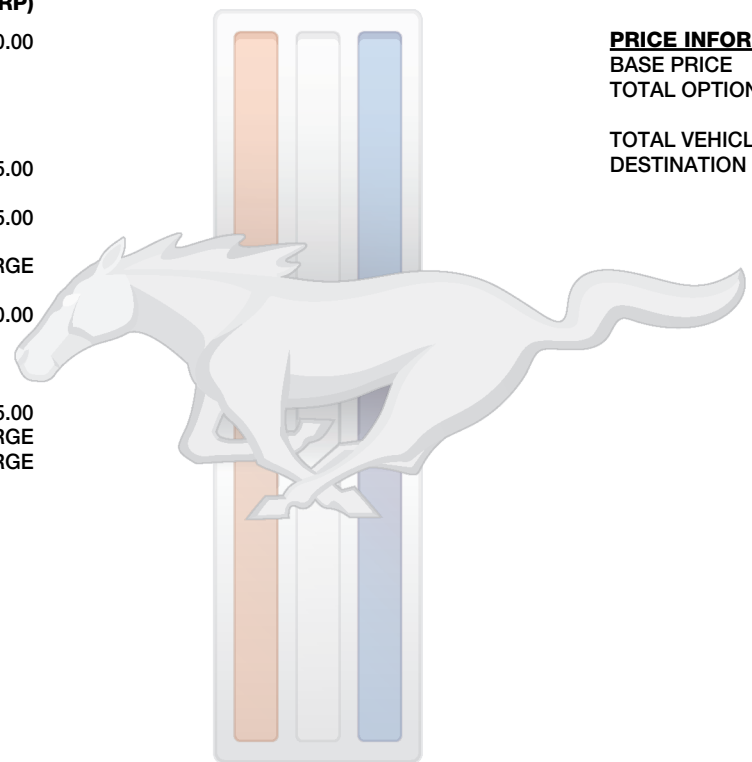 RP)
0.00
5.00
5.00
RGE
0.00
5.00
RGE
RGE
PRICE INFOR
BASE PRICE
TOTAL OPTION
TOTAL VEHICL
DESTINATION